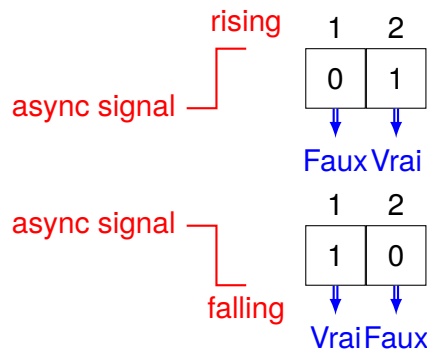 rising
1 2
async signal
0 1
Faux Vrai
1 2
async signal
1 0
falling
Vrai Faux